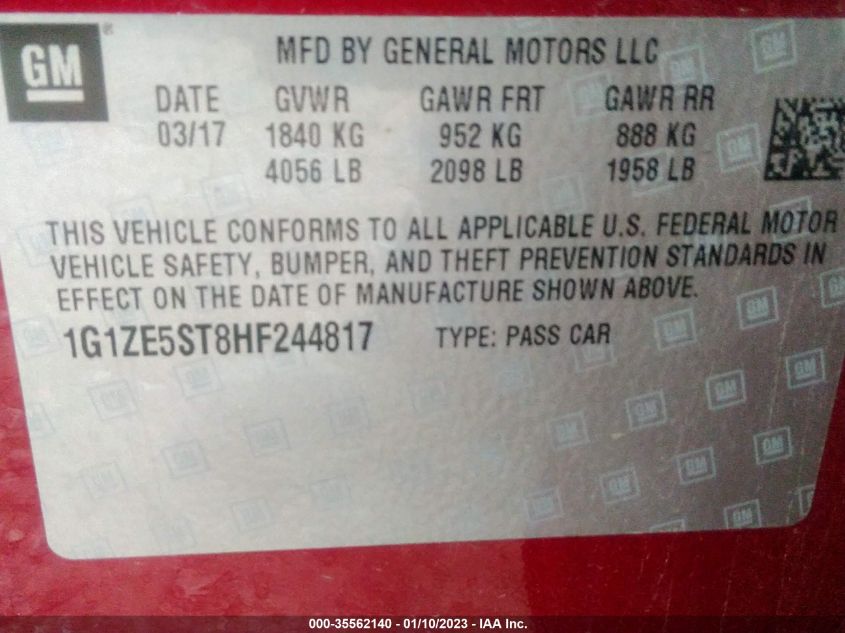 GM
MFD BY GENERAL MOTORS LLC
DATE GVWR GAWR FRT GAWR RR
03/17 1840 KG 952 KG 888 KG
4056 LB 2098 LB 1958 LB
THIS VEHICLE CONFORMS TO ALL APPLICABLE U.S. FEDERAL MOTOR
VEHICLE SAFETY, BUMPER, AND THEFT PREVENTION STANDARDS IN
EFFECT ON THE DATE OF MANUFACTURE SHOWN ABOVE.
1G1ZE5ST8HF244817 TYPE: PASS CAR
000-35562140 - 01/10/2023 - IAA Inc.